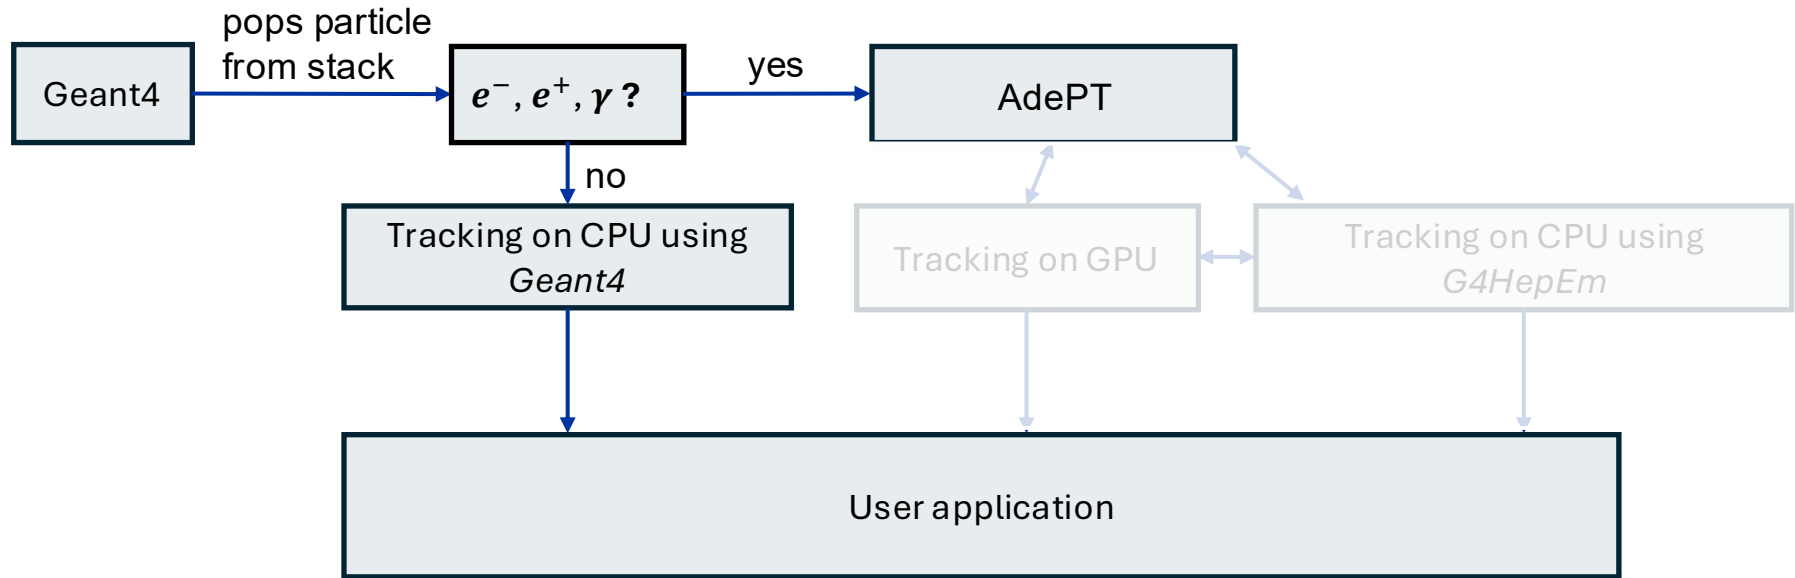 pops particle
from stack
Geant4
e⁻, e⁺, γ ?
yes
AdePT
no
Tracking on CPU using
Geant4
Tracking on GPU
Tracking on CPU using
G4HepEm
User application